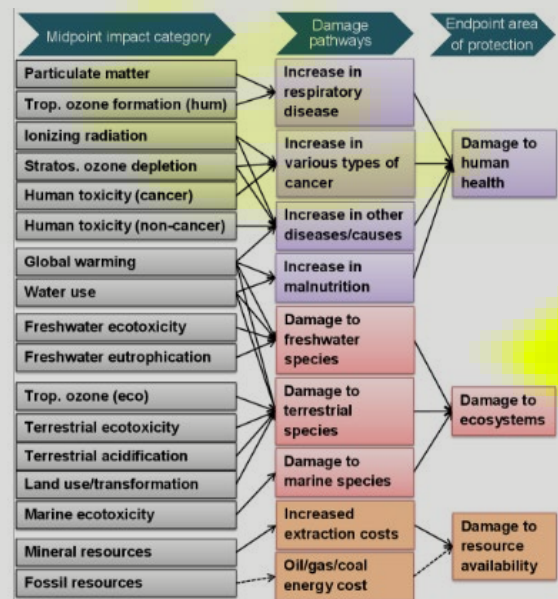 Midpoint impact category
Damage
pathways
Endpoint area
of protection
Particulate matter
Trop. ozone formation (hum)
Ionizing radiation
Stratos. ozone depletion
Human toxicity (cancer)
Human toxicity (non-cancer)
Global warming
Water use
Freshwater ecotoxicity
Freshwater eutrophication
Trop. ozone (eco)
Terrestrial ecotoxicity
Terrestrial acidification
Land use/transformation
Marine ecotoxicity
Mineral resources
Fossil resources
Increase in
respiratory
disease
Increase in
various types of
cancer
Increase in other
diseases/causes
Increase in
malnutrition
Damage to
freshwater
species
Damage to
terrestrial
species
Damage to
marine species
Increased
extraction costs
Oil/gas/coal
energy cost
Damage to
human
health
Damage to
ecosystems
Damage to
resource
availability